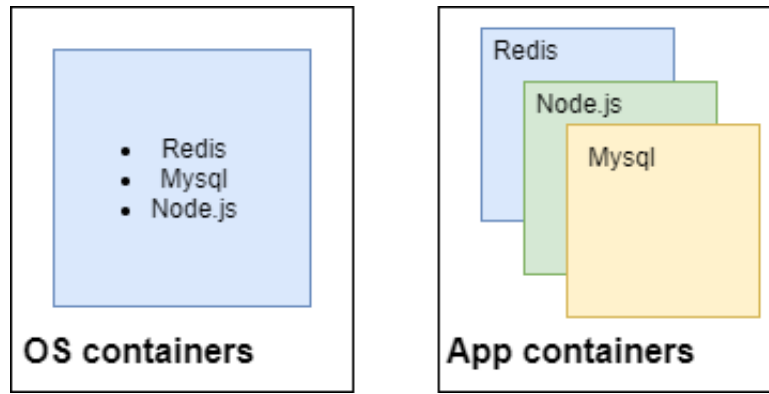 • Redis
• Mysql
• Node.js
OS containers
Redis
Node.js
Mysql
App containers